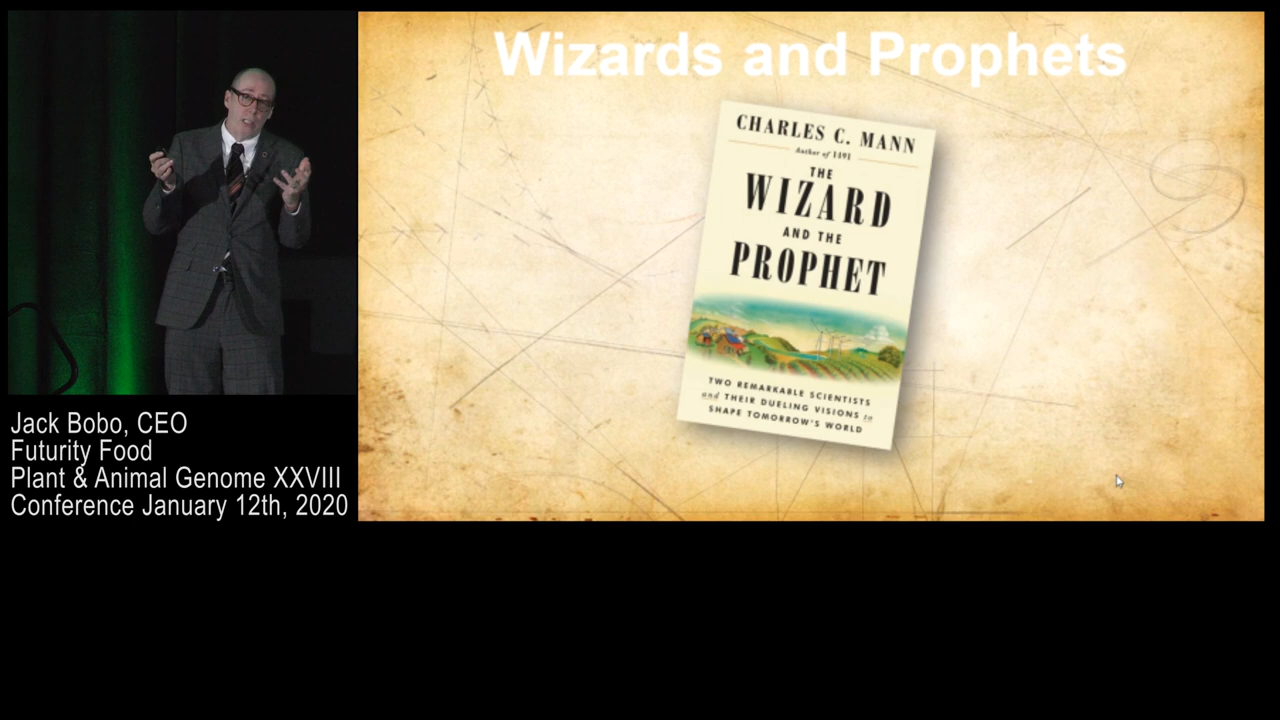 Wizards and Prophets
CHARLES C. MANN
Author of 1491
THE
WIZARD
AND THE
PROPHET
TWO REMARKABLE SCIENTISTS
and THEIR DUELING VISIONS to
SHAPE TOMORROW'S WORLD
Jack Bobo, CEO
Futurity Food
Plant & Animal Genome XXVIII
Conference January 12th, 2020